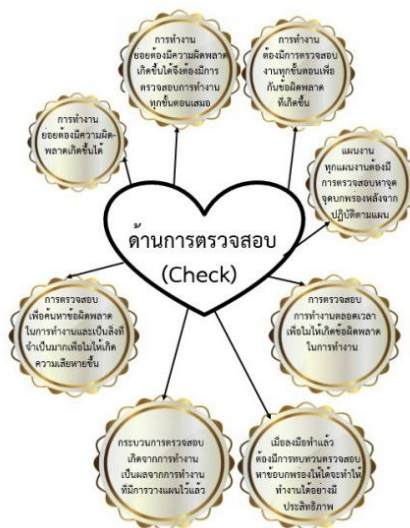 การทำงาน
ย่อยต้องมีความผิดพลาด
เกิดขึ้นได้จึงต้องมีการ
ตรวจสอบการทำงาน
ทุกขั้นตอนเสมอ
การทำงาน
ต้องมีการตรวจสอบ
งานทุกขั้นตอนเพื่อ
กันข้อผิดพลาด
ที่เกิดขึ้น
การทำงาน
ย่อยต้องมีความผิด-
พลาดเกิดขึ้นได้
แผนงาน
ทุกแผนงานต้องมี
การตรวจสอบหาจุด
จุดบกพรองหลังจาก
ปฏิบัติตามแผน
ด้านการตรวจสอบ
(Check)
การตรวจสอบ
เพื่อค้นหาข้อผิดพลาด
ในการทำงานและเป็นสิ่งที่
จำเป็นมากเพื่อไม่ให้เกิด
ความเสียหายขึ้น
การตรวจสอบ
การทำงานตลอดเวลา
เพื่อไม่ให้เกิดข้อผิดพลาด
ในการทำงาน
กระบวนการตรวจสอบ
เกิดจากการทำงาน
เป็นผลจากการทำงาน
ที่มีการวางแผนไว้แล้ว
เมื่อลงมือทำแล้ว
ต้องมีการทบทวนตรวจสอบ
หาข้อบกพรองให้ได้จะทำให้
ทำงานได้อย่างมี
ประสิทธิภาพ